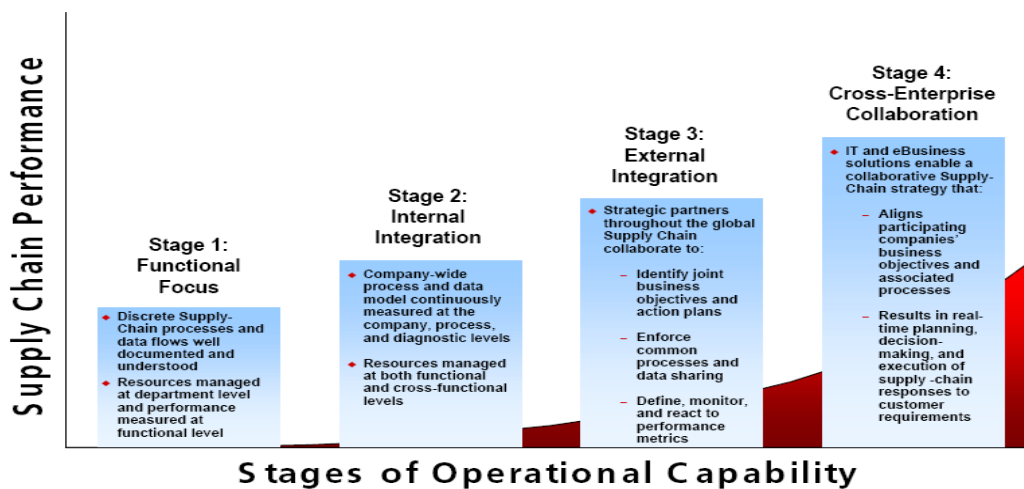 Supply Chain Performance
Stage 1:
Functional
Focus
◆ Discrete Supply-
Chain processes and
data flows well
documented and
understood
◆ Resources managed
at department level
and performance
measured at
functional level
Stage 2:
Internal
Integration
◆ Company-wide
process and data
model continuously
measured at the
company, process,
and diagnostic levels
◆ Resources managed
at both functional
and cross-functional
levels
Stage 3:
External
Integration
◆ Strategic partners
throughout the global
Supply Chain
collaborate to:
– Identify joint
business
objectives and
action plans
– Enforce
common
processes and
data sharing
– Define, monitor,
and react to
performance
metrics
Stage 4:
Cross-Enterprise
Collaboration
◆ IT and eBusiness
solutions enable a
collaborative Supply-
Chain strategy that:
– Aligns
participating
companies’
business
objectives and
associated
processes
– Results in real-
time planning,
decision-
making, and
execution of
supply -chain
responses to
customer
requirements
Stages of Operational Capability